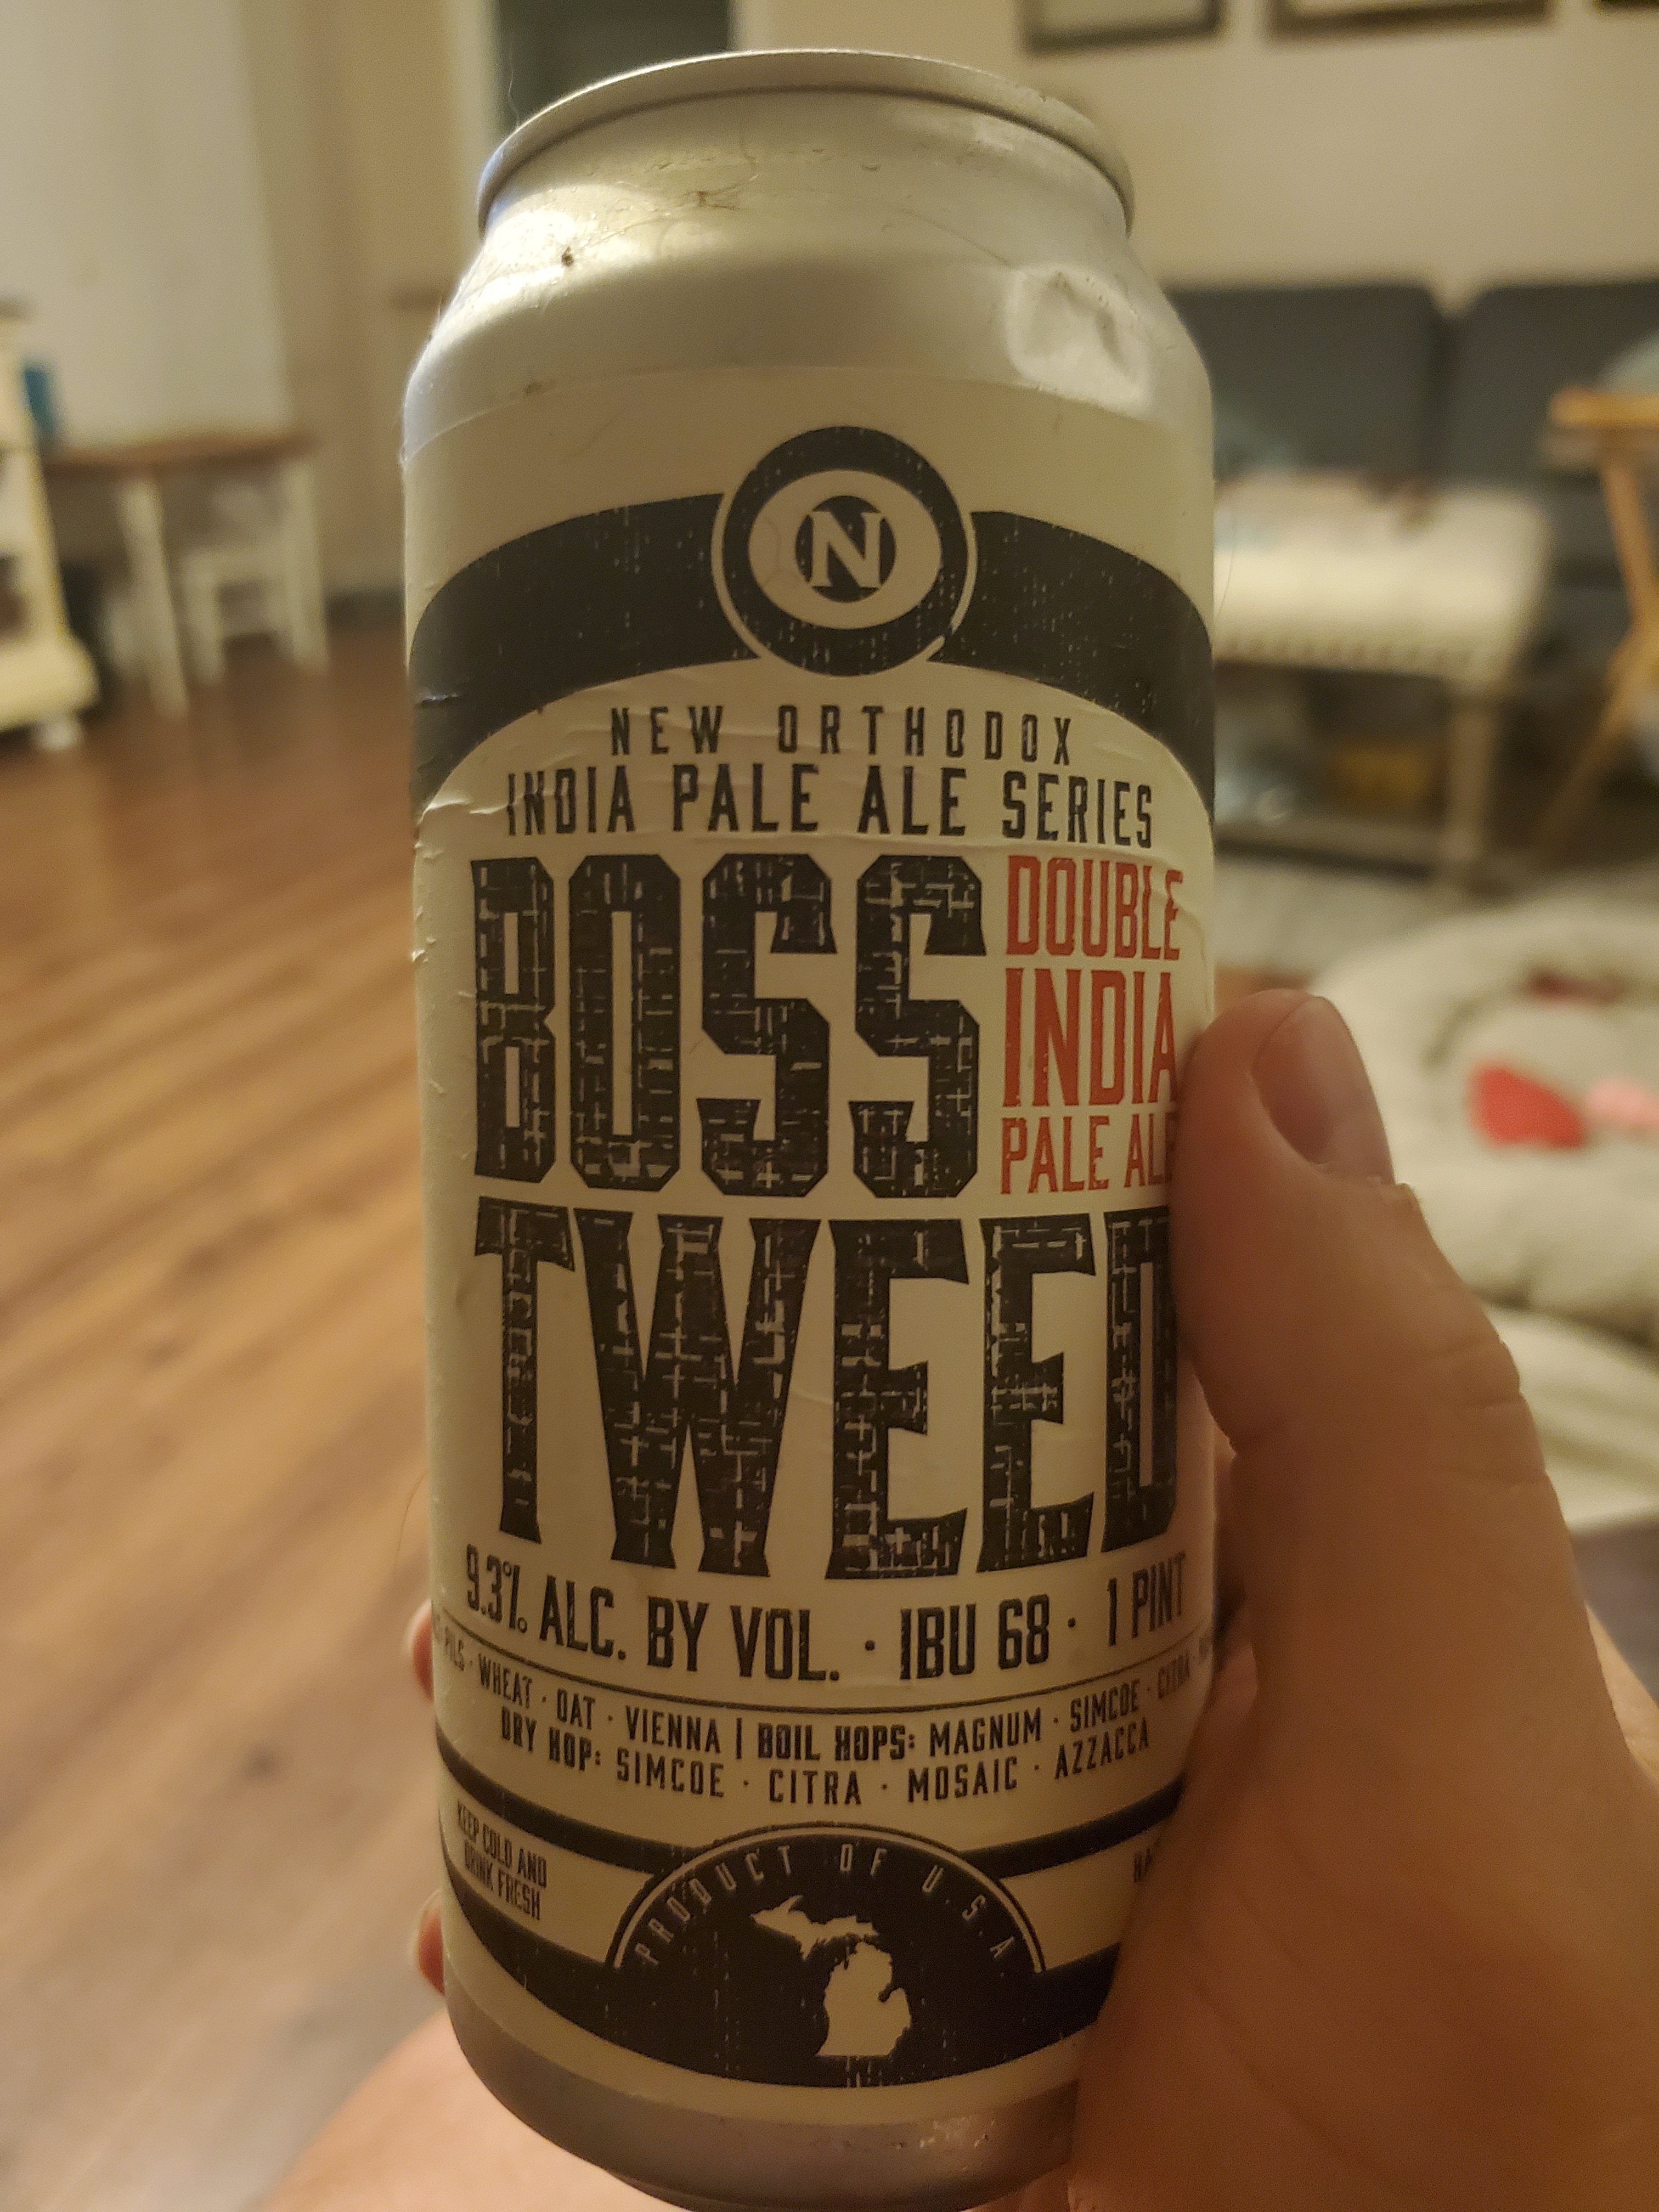 N
NEW ORTHODOX
INDIA PALE ALE SERIES
BOSS
DOUBLE
INDIA
PALE ALE
TWEED
9.3% ALC. BY VOL. · IBU 68 · 1 PINT
PILS · WHEAT · OAT · VIENNA | BOIL HOPS: MAGNUM · SIMCOE · CITRA ·
DRY HOP: SIMCOE · CITRA · MOSAIC · AZZACCA
KEEP COLD AND
DRINK FRESH
PRODUCT OF U.S.A